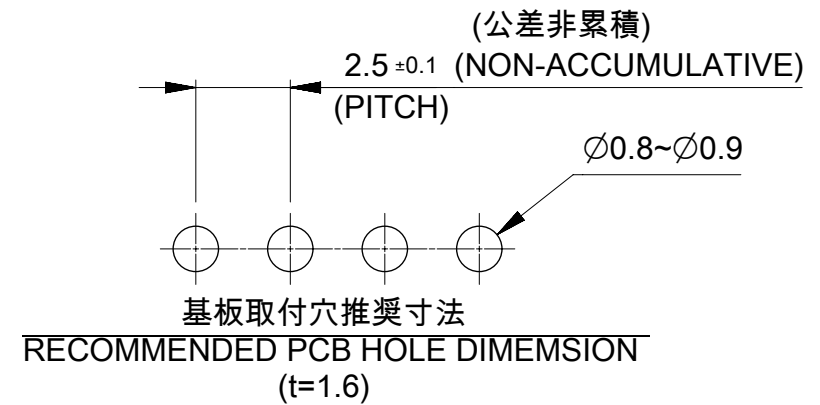 (公差非累積)
2.5 ±0.1 (NON-ACCUMULATIVE)
(PITCH)
∅0.8~∅0.9
基板取付穴推奨寸法
RECOMMENDED PCB HOLE DIMEMSION
(t=1.6)